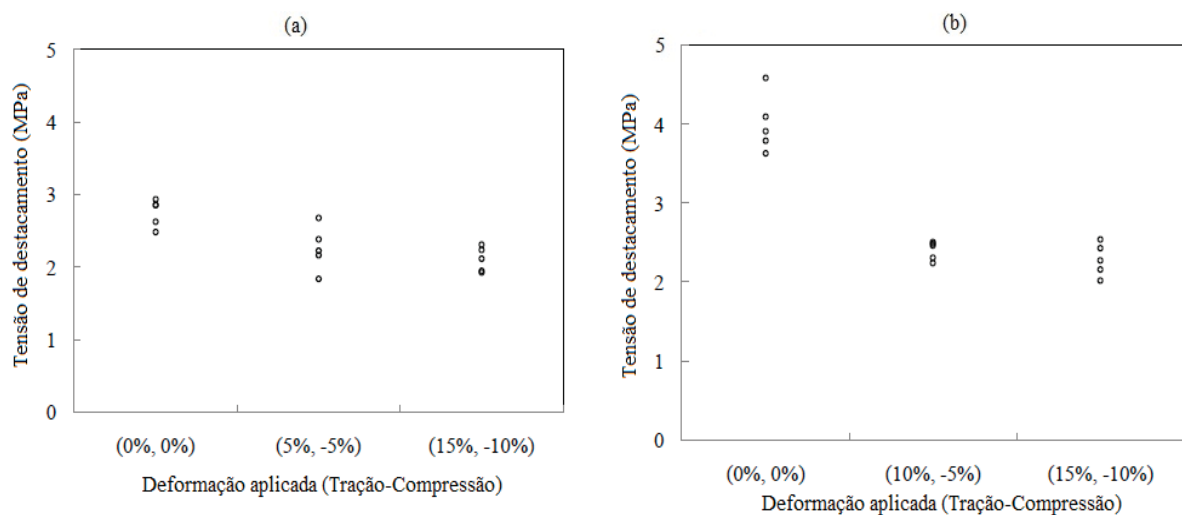 (a)
Tensão de destacamento (MPa)
5
4
3
2
1
0
(0%, 0%) (5%, -5%) (15%, -10%)
Deformação aplicada (Tração-Compressão)
(b)
Tensão de destacamento (MPa)
5
4
3
2
1
0
(0%, 0%) (10%, -5%) (15%, -10%)
Deformação aplicada (Tração-Compressão)